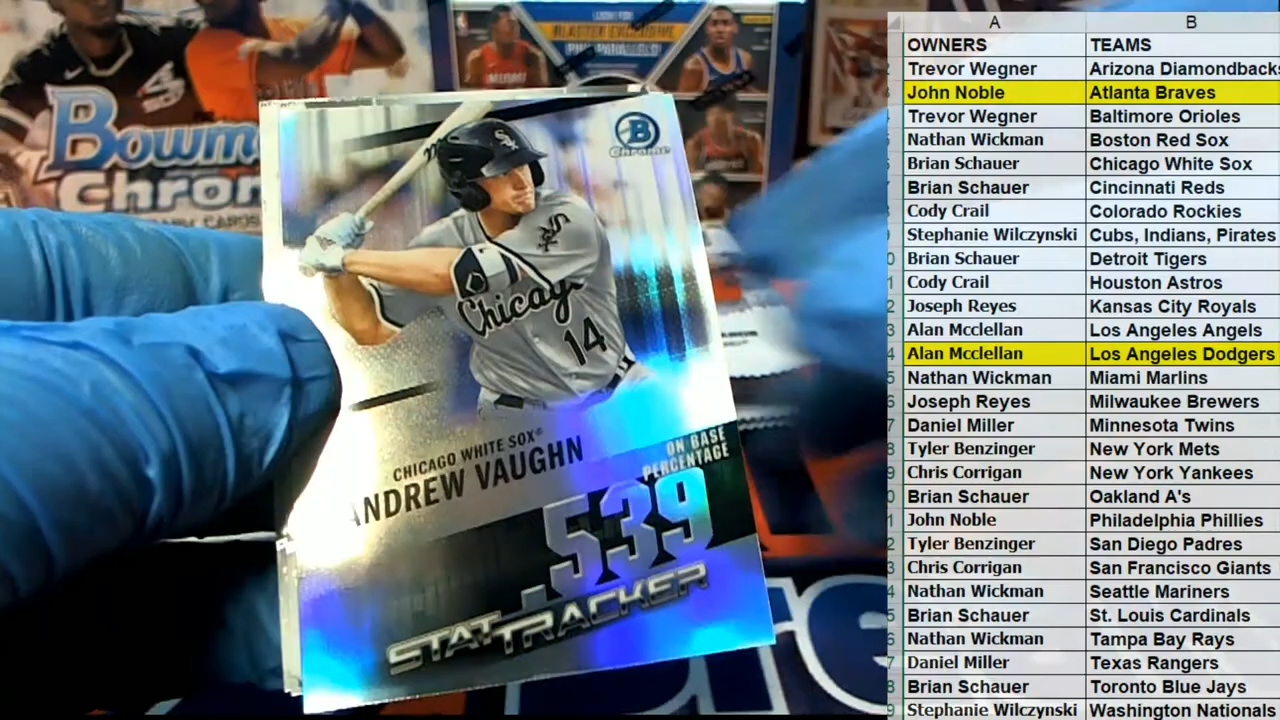 Bowm
Chrom
BLASTER EXCLUSIVE
B
Chrome
Chicago
14
CHICAGO WHITE SOX®
ANDREW VAUGHN
ON BASE
PERCENTAGE
.539
STAT TRACKER
A B
OWNERS TEAMS
Trevor Wegner Arizona Diamondbacks
John Noble Atlanta Braves
Trevor Wegner Baltimore Orioles
Nathan Wickman Boston Red Sox
Brian Schauer Chicago White Sox
Brian Schauer Cincinnati Reds
Cody Crail Colorado Rockies
Stephanie Wilczynski Cubs, Indians, Pirates
Brian Schauer Detroit Tigers
Cody Crail Houston Astros
Joseph Reyes Kansas City Royals
Alan Mcclellan Los Angeles Angels
Alan Mcclellan Los Angeles Dodgers
Nathan Wickman Miami Marlins
Joseph Reyes Milwaukee Brewers
Daniel Miller Minnesota Twins
Tyler Benzinger New York Mets
Chris Corrigan New York Yankees
Brian Schauer Oakland A's
John Noble Philadelphia Phillies
Tyler Benzinger San Diego Padres
Chris Corrigan San Francisco Giants
Nathan Wickman Seattle Mariners
Brian Schauer St. Louis Cardinals
Nathan Wickman Tampa Bay Rays
Daniel Miller Texas Rangers
Brian Schauer Toronto Blue Jays
Stephanie Wilczynski Washington Nationals